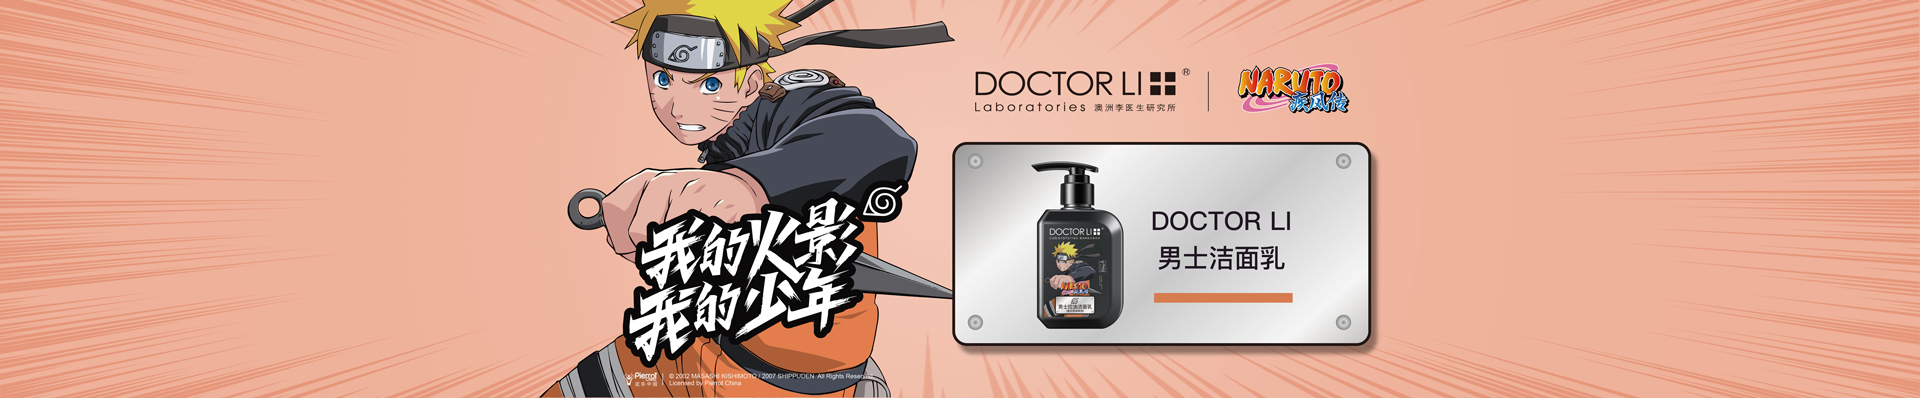 DOCTOR LI ®
Laboratories 澳洲李医生研究所
NARUTO
疾风传
我的火影
我的少年
DOCTOR LI
男士洁面乳
DOCTOR LI
NARUTO
男士控油洁面乳
Pierrot
© 2002 MASASHI KISHIMOTO / 2007 SHIPPUDEN All Rights Reserved
Licensed by Pierrot China